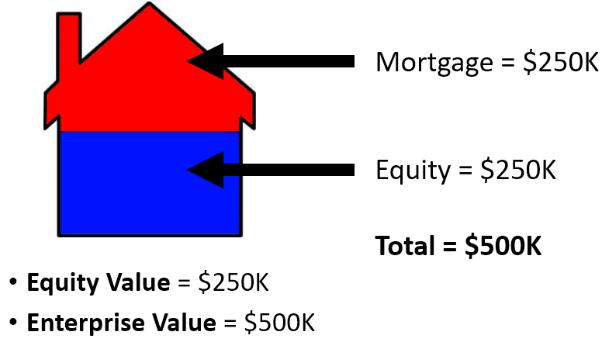 Mortgage = $250K
Equity = $250K
Total = $500K
• Equity Value = $250K
• Enterprise Value = $500K